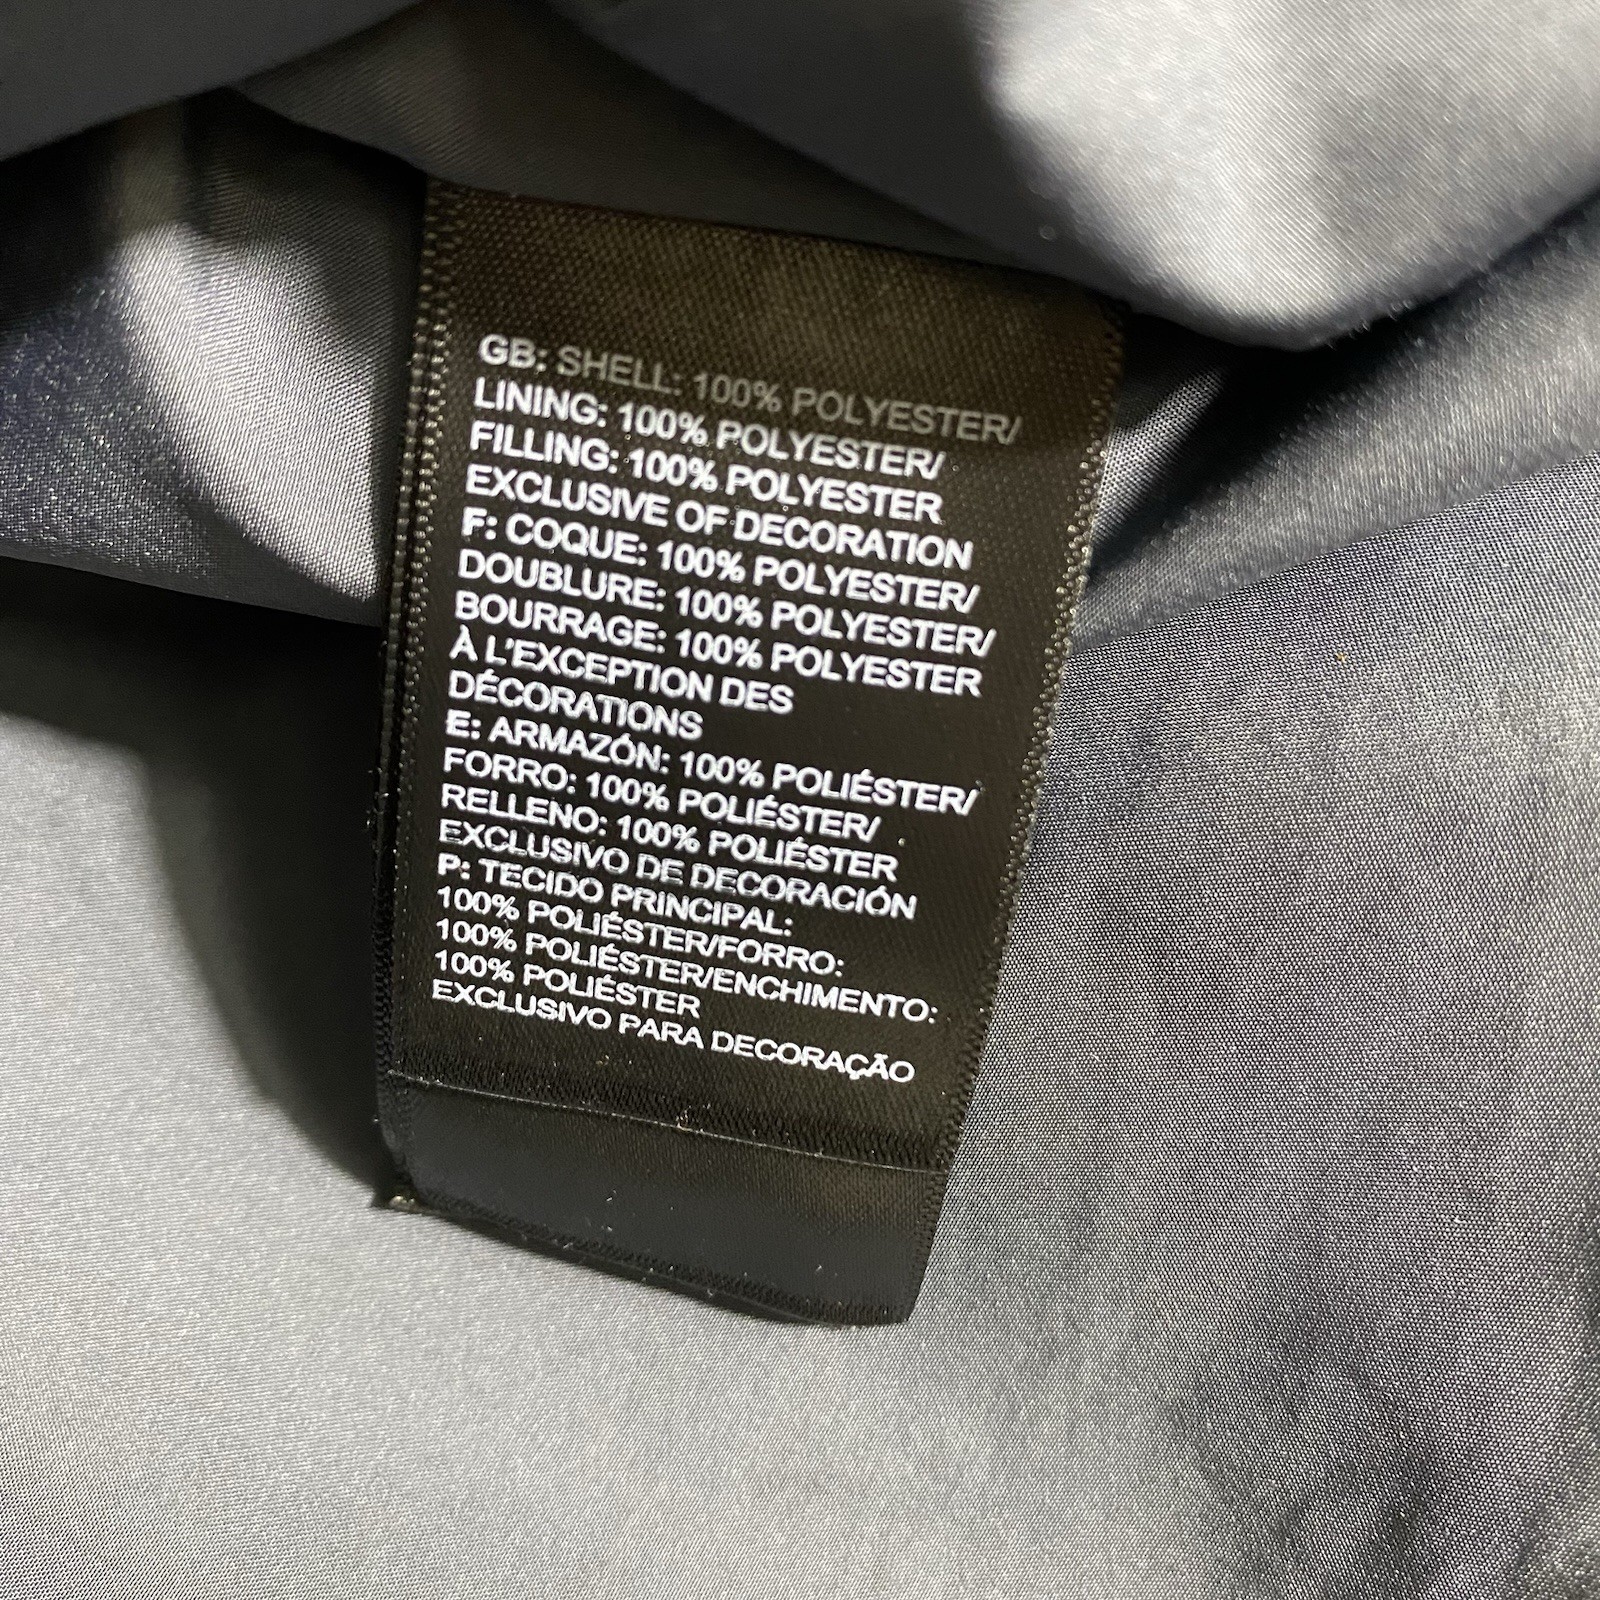 GB: SHELL: 100% POLYESTER/
LINING: 100% POLYESTER/
FILLING: 100% POLYESTER
EXCLUSIVE OF DECORATION
F: COQUE: 100% POLYESTER/
DOUBLURE: 100% POLYESTER/
BOURRAGE: 100% POLYESTER
À L'EXCEPTION DES
DÉCORATIONS
E: ARMAZÓN: 100% POLIÉSTER/
FORRO: 100% POLIÉSTER/
RELLENO: 100% POLIÉSTER
EXCLUSIVO DE DECORACIÓN
P: TECIDO PRINCIPAL:
100% POLIÉSTER/FORRO:
100% POLIÉSTER/ENCHIMENTO:
100% POLIÉSTER
EXCLUSIVO PARA DECORAÇÃO